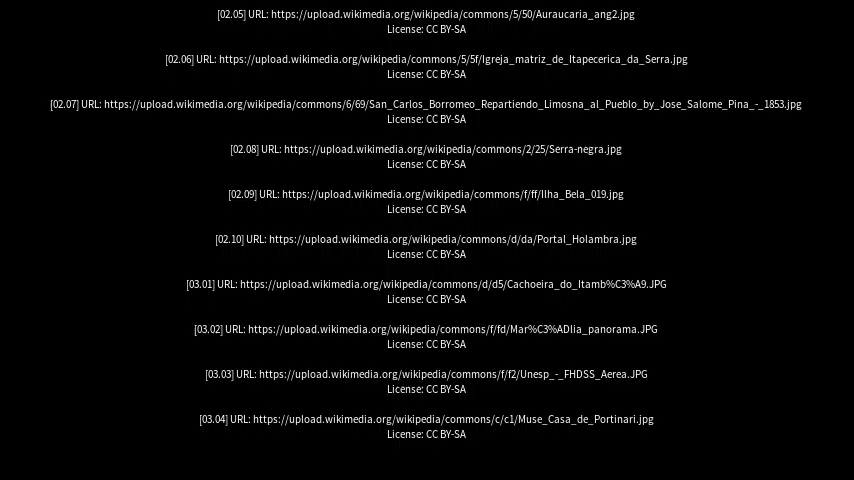 [02.05] URL: https://upload.wikimedia.org/wikipedia/commons/5/50/Auraucaria_ang2.jpg
License: CC BY-SA
[02.06] URL: https://upload.wikimedia.org/wikipedia/commons/5/5f/Igreja_matriz_de_Itapecerica_da_Serra.jpg
License: CC BY-SA
[02.07] URL: https://upload.wikimedia.org/wikipedia/commons/6/69/San_Carlos_Borromeo_Repartiendo_Limosna_al_Pueblo_by_Jose_Salome_Pina_-_1853.jpg
License: CC BY-SA
[02.08] URL: https://upload.wikimedia.org/wikipedia/commons/2/25/Serra-negra.jpg
License: CC BY-SA
[02.09] URL: https://upload.wikimedia.org/wikipedia/commons/f/ff/Ilha_Bela_019.jpg
License: CC BY-SA
[02.10] URL: https://upload.wikimedia.org/wikipedia/commons/d/da/Portal_Holambra.jpg
License: CC BY-SA
[03.01] URL: https://upload.wikimedia.org/wikipedia/commons/d/d5/Cachoeira_do_Itamb%C3%A9.JPG
License: CC BY-SA
[03.02] URL: https://upload.wikimedia.org/wikipedia/commons/f/fd/Mar%C3%ADlia_panorama.JPG
License: CC BY-SA
[03.03] URL: https://upload.wikimedia.org/wikipedia/commons/f/f2/Unesp_-_FHDSS_Aerea.JPG
License: CC BY-SA
[03.04] URL: https://upload.wikimedia.org/wikipedia/commons/c/c1/Muse_Casa_de_Portinari.jpg
License: CC BY-SA